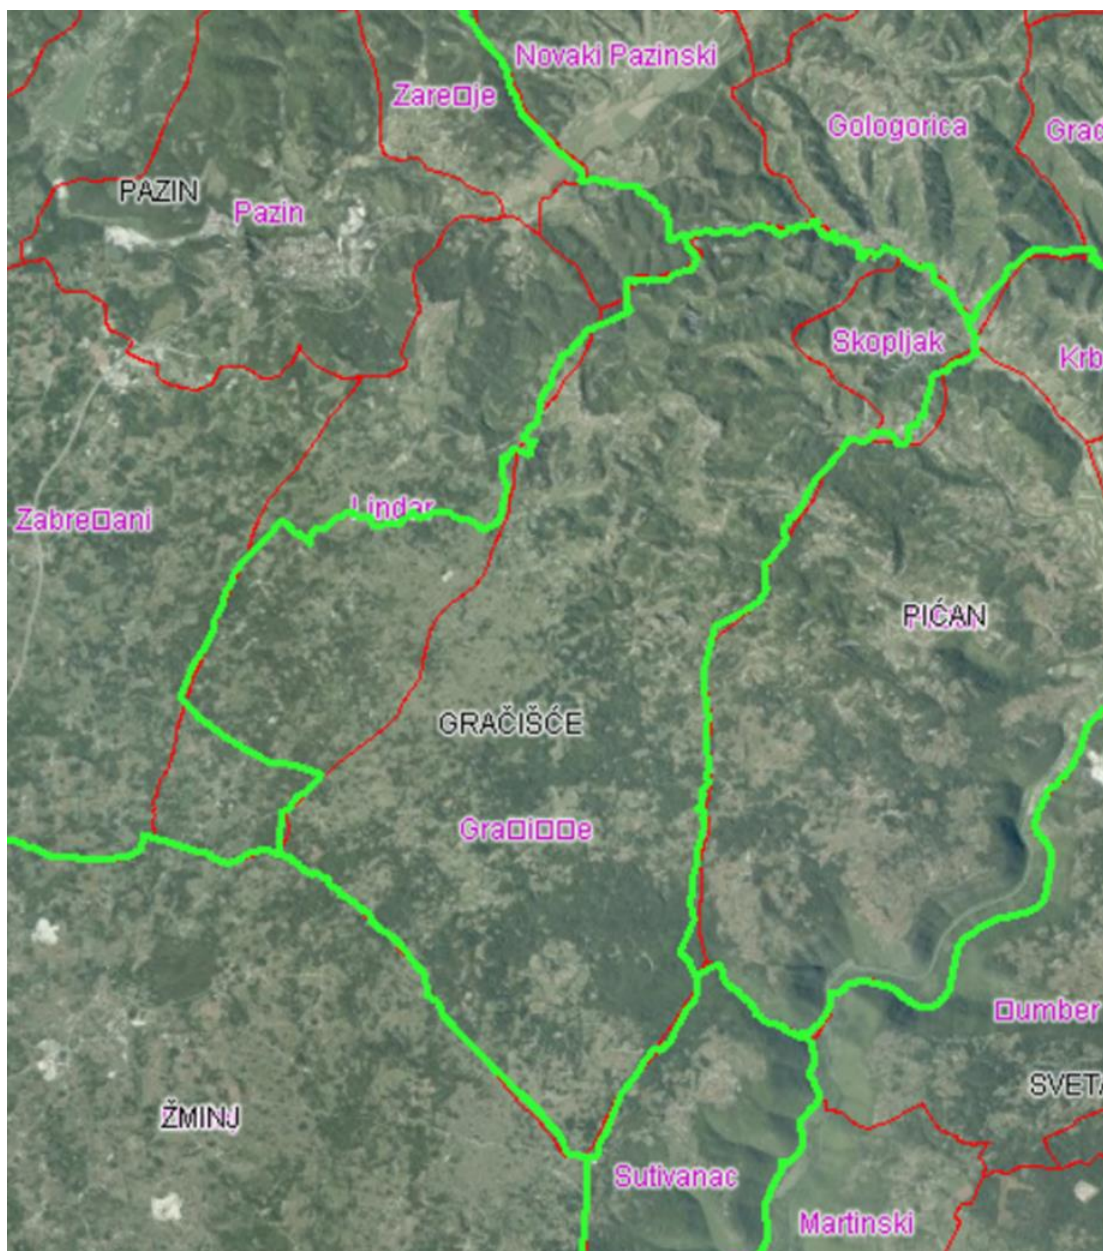 Novaki Pazinski
Zare□je
Gologorica
Grad
PAZIN
Pazin
Skopljak
Krb
Lindar
Zabre□ani
PIĆAN
GRAČIŠĆE
Gra□i□□e
□umber
SVETA
ŽMINJ
Sutivanac
Martinski